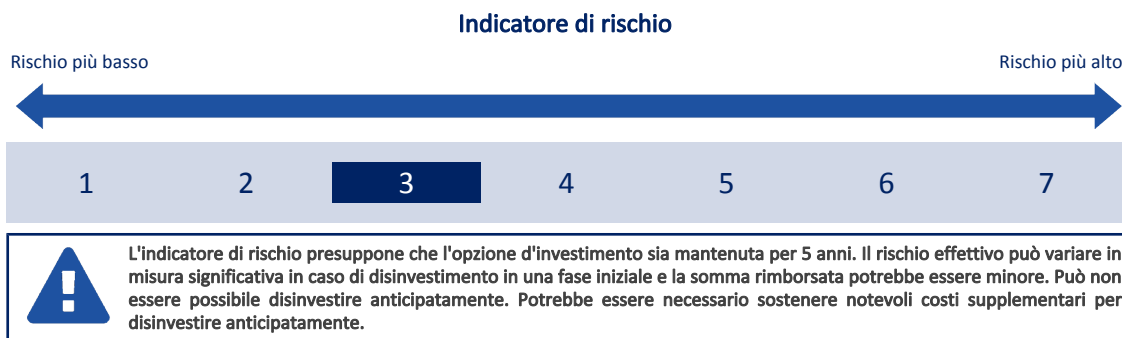 Indicatore di rischio
Rischio più basso
Rischio più alto
1 2 3 4 5 6 7
L'indicatore di rischio presuppone che l'opzione d'investimento sia mantenuta per 5 anni. Il rischio effettivo può variare in
misura significativa in caso di disinvestimento in una fase iniziale e la somma rimborsata potrebbe essere minore. Può non
essere possibile disinvestire anticipatamente. Potrebbe essere necessario sostenere notevoli costi supplementari per
disinvestire anticipatamente.